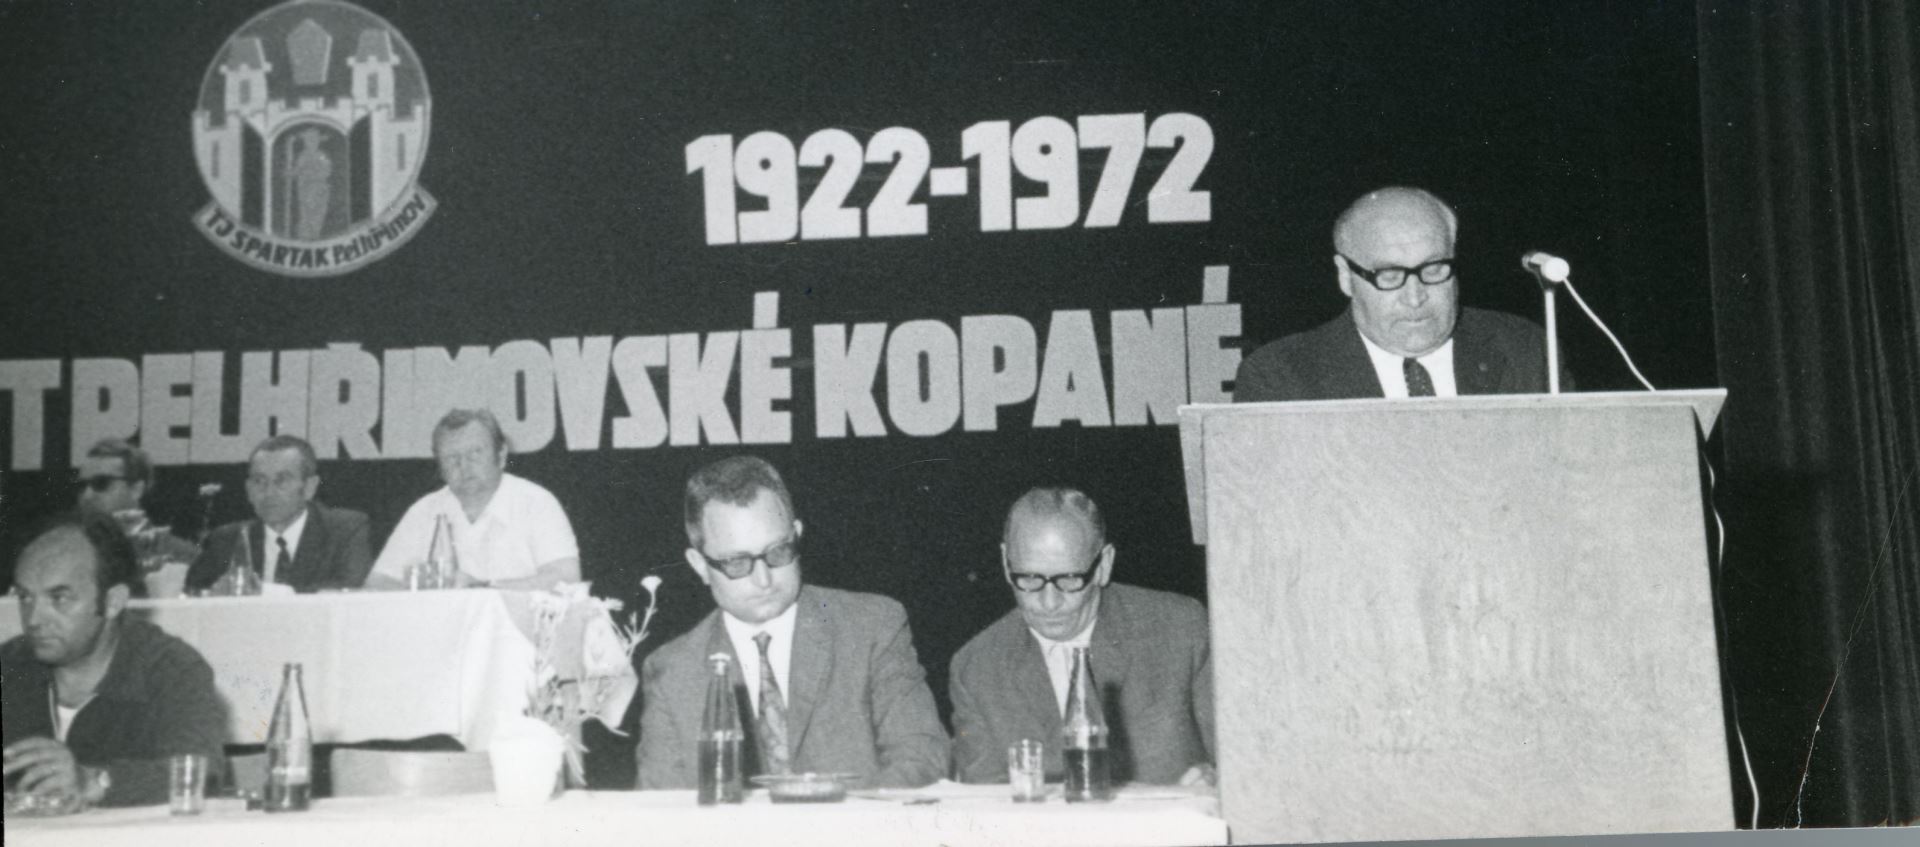 TJ SPARTAK Pelhřimov
1922-1972
T PELHŘIMOVSKÉ KOPANÉ